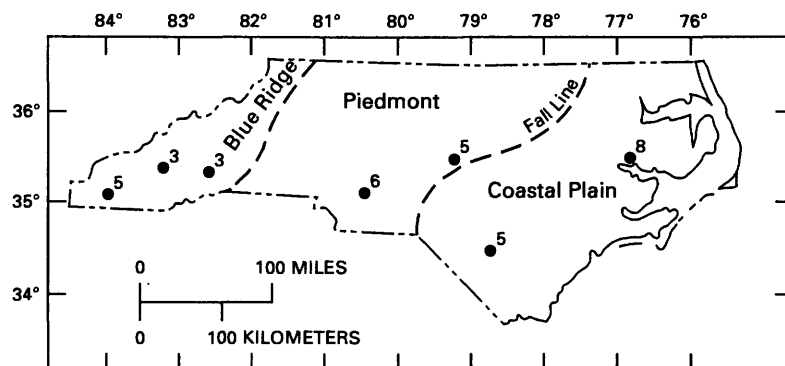 84° 83° 82° 81° 80° 79° 78° 77° 76°
36°
35°
34°
Blue Ridge
Piedmont
Fall Line
Coastal Plain
5
3
3
6
5
5
8
0 100 MILES
0 100 KILOMETERS